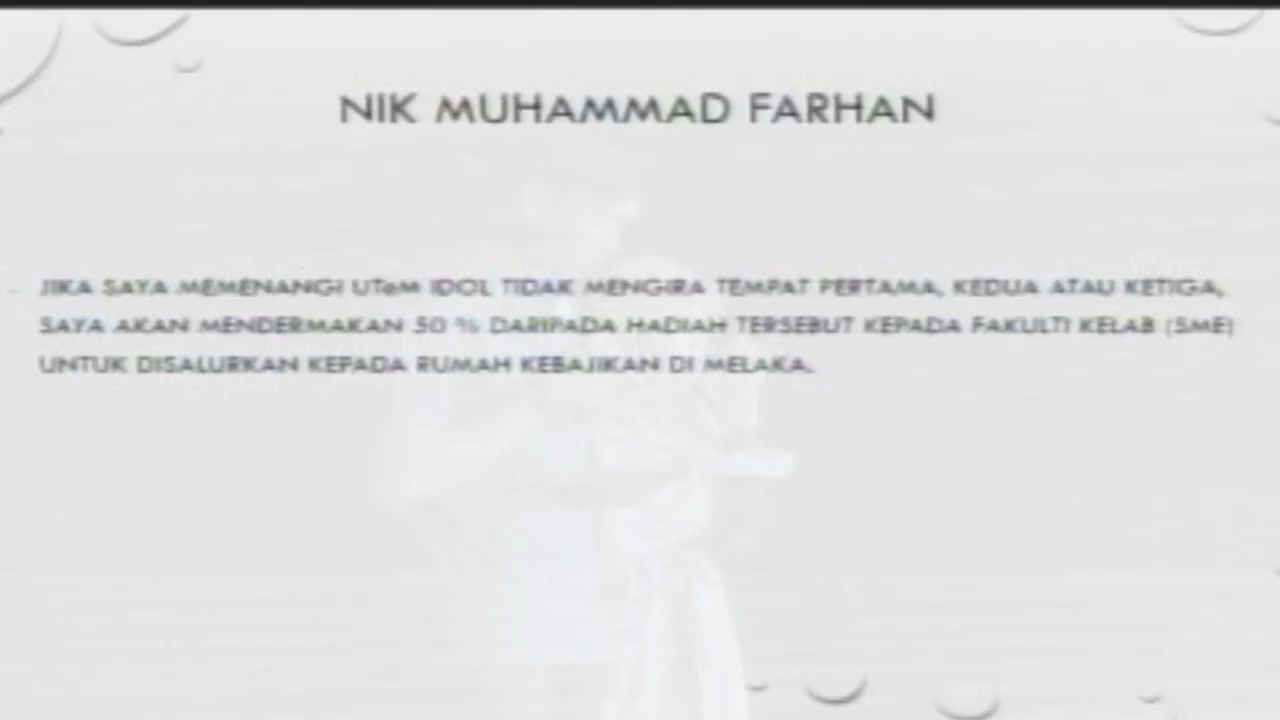 NIK MUHAMMAD FARHAN
- JIKA SAYA MEMENANGI UTeM IDOL TIDAK MENGIRA TEMPAT PERTAMA, KEDUA ATAU KETIGA,
SAYA AKAN MENDERMAKAN 50 % DARIPADA HADIAH TERSEBUT KEPADA FAKULTI KELAB (SME)
UNTUK DISALURKAN KEPADA RUMAH KEBAJIKAN DI MELAKA.